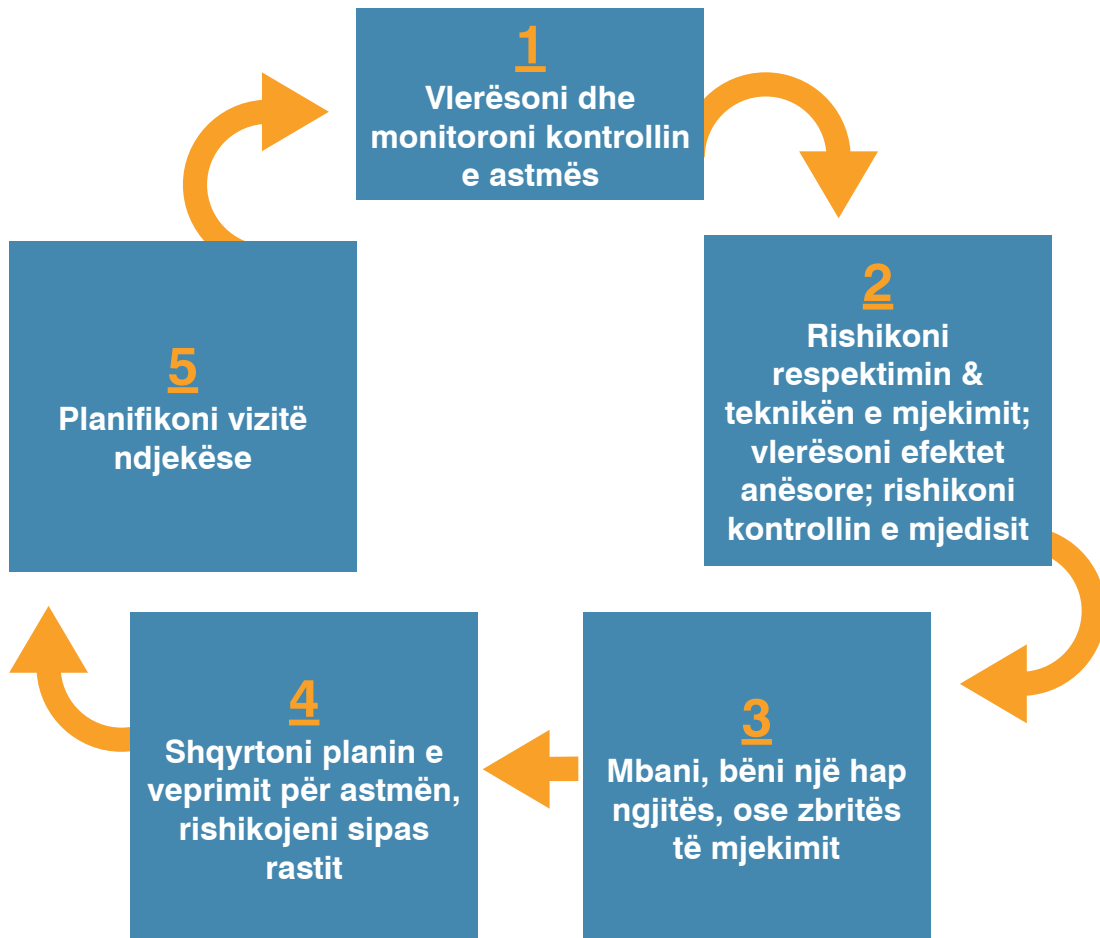 1
Vlerësoni dhe
monitoroni kontrollin
e astmës
2
Rishikoni
respektimin &
teknikën e mjekimit;
vlerësoni efektet
anësore; rishikoni
kontrollin e mjedisit
3
Mbani, bëni një hap
ngjitës, ose zbritës
të mjekimit
4
Shqyrtoni planin e
veprimit për astmën,
rishikojeni sipas
rastit
5
Planifikoni vizitë
ndjekëse